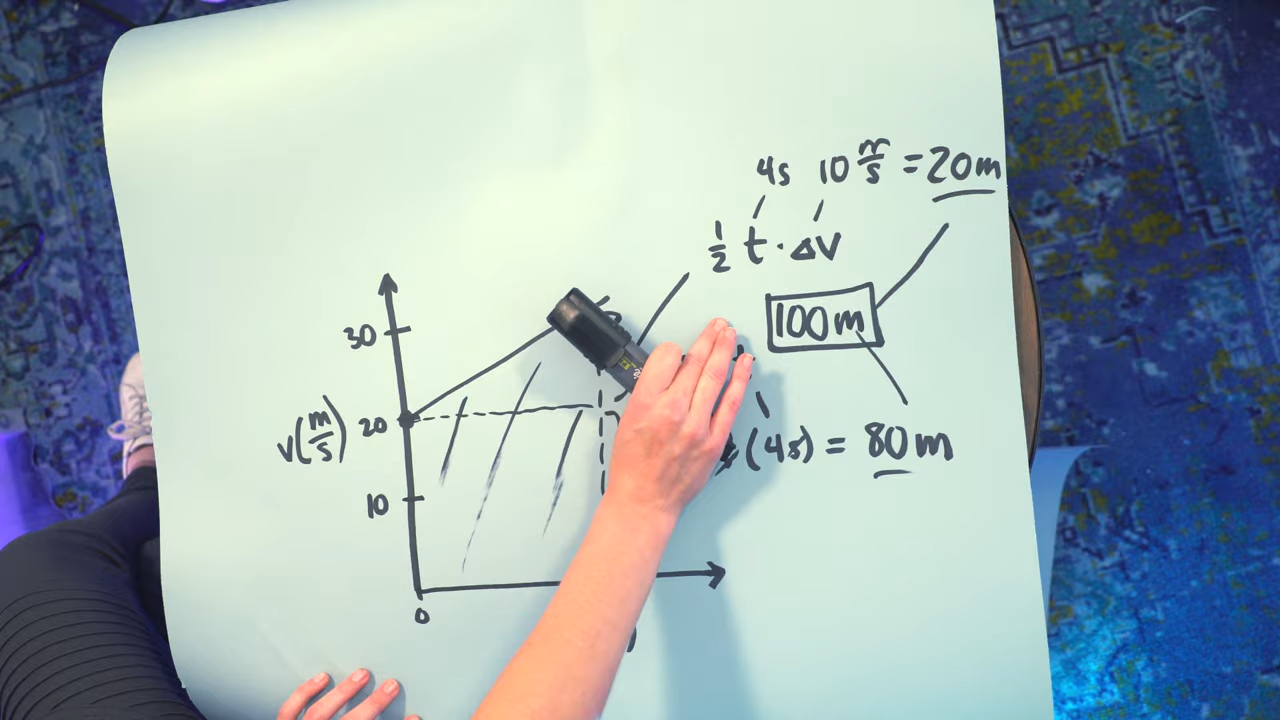 4s 10 m/s = 20m
1/2 t · ΔV
100m
30
v(m/s) 20
(4s) = 80m
10
0